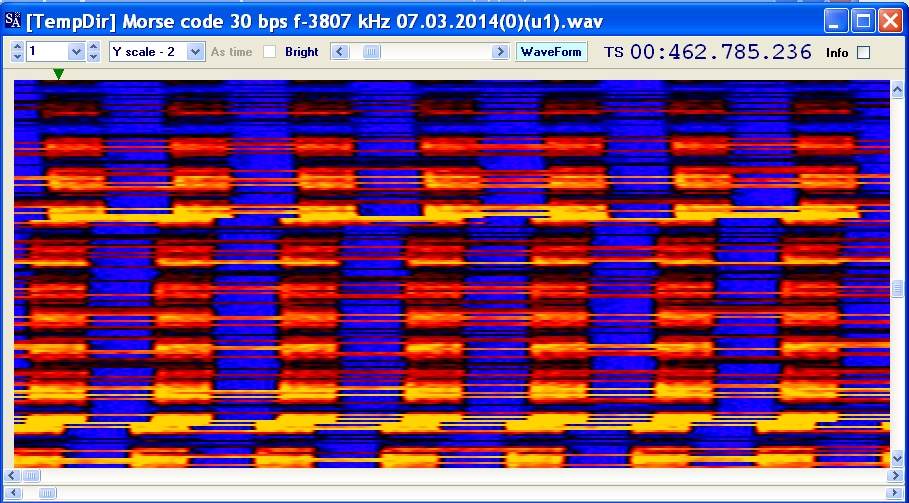 SA [TempDir] Morse code 30 bps f-3807 kHz 07.03.2014(0)(u1).wav
1 Y scale - 2 As time Bright WaveForm TS 00:462.785.236 Info